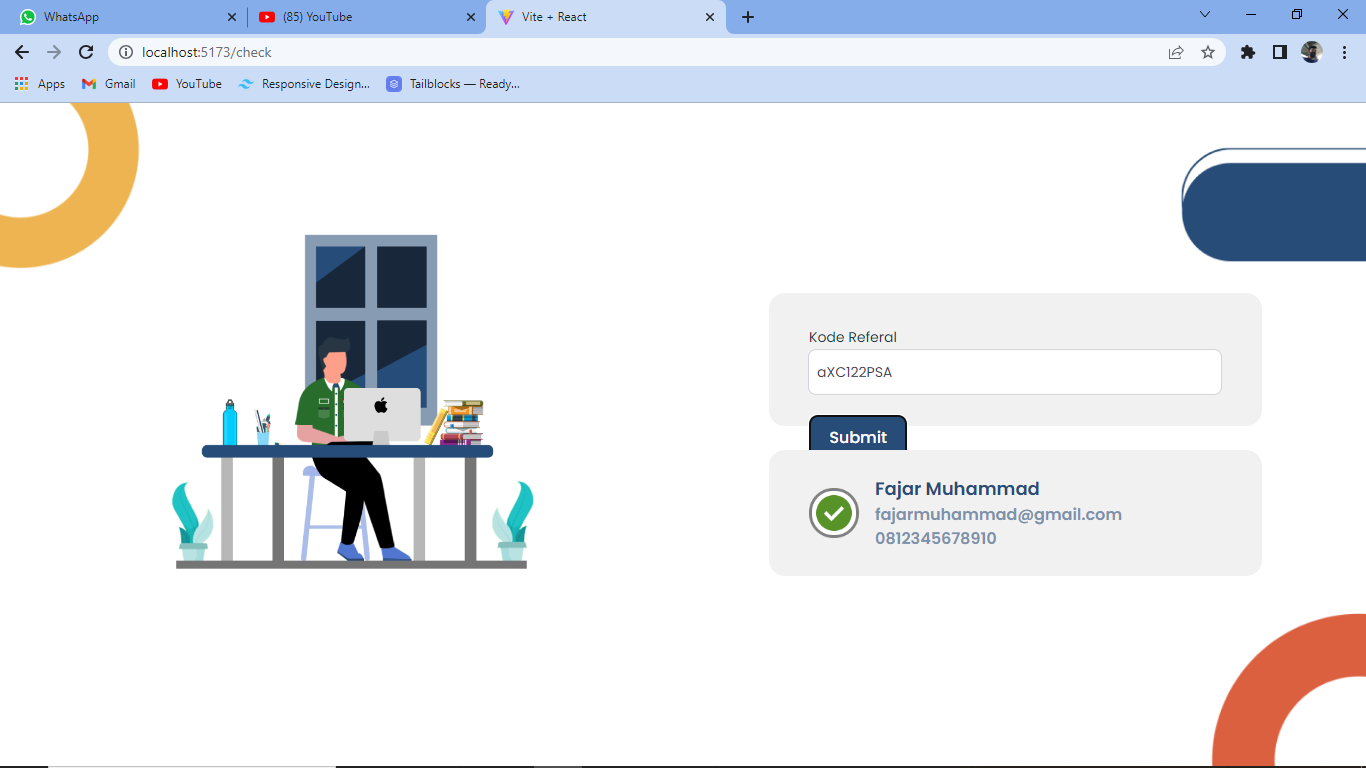 WhatsApp
(85) YouTube
Vite + React
localhost:5173/check
Apps
Gmail
YouTube
Responsive Design...
Tailblocks — Ready...
Kode Referal
aXC122PSA
Submit
Fajar Muhammad
fajarmuhammad@gmail.com
0812345678910